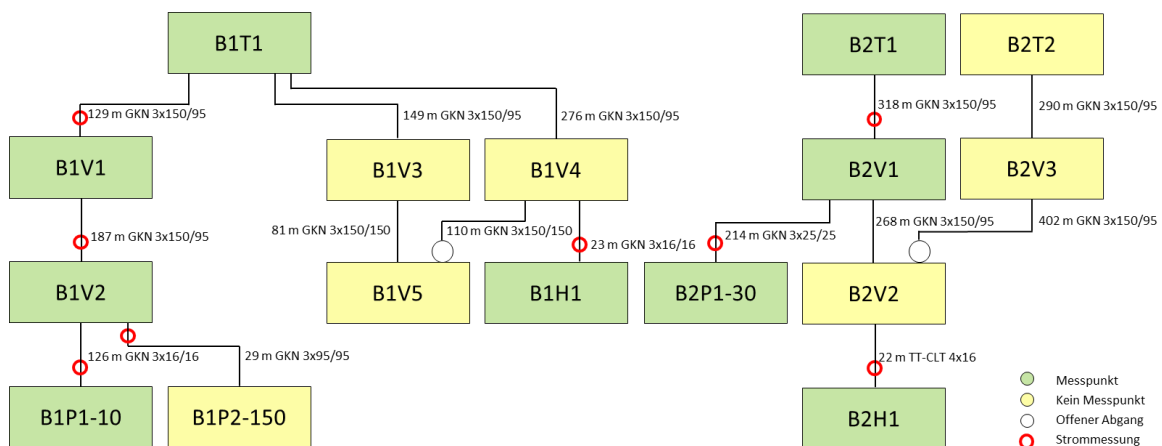 B1T1
B2T1
B2T2
129 m GKN 3x150/95
149 m GKN 3x150/95
276 m GKN 3x150/95
318 m GKN 3x150/95
290 m GKN 3x150/95
B1V1
B1V3
B1V4
B2V1
B2V3
187 m GKN 3x150/95
81 m GKN 3x150/150
110 m GKN 3x150/150
23 m GKN 3x16/16
214 m GKN 3x25/25
268 m GKN 3x150/95
402 m GKN 3x150/95
B1V2
B1V5
B1H1
B2P1-30
B2V2
126 m GKN 3x16/16
29 m GKN 3x95/95
22 m TT-CLT 4x16
B1P1-10
B1P2-150
B2H1
Messpunkt
Kein Messpunkt
Offener Abgang
Strommessung